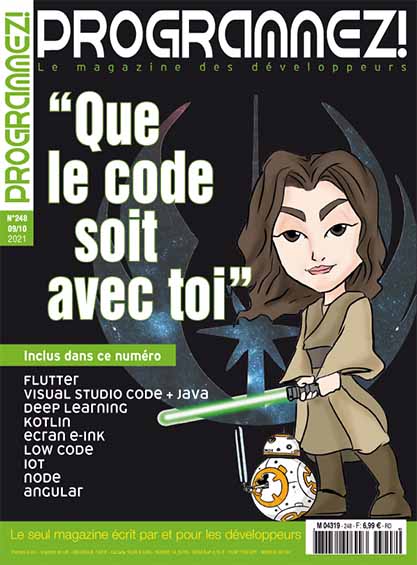 PROGRAMMEZ!
PROGRAMMEZ!
Le magazine des développeurs
N°248
09/10
2021
“Que
le code
soit
avec toi”
Inclus dans ce numéro
Flutter
Visual Studio Code + Java
Deep Learning
Kotlin
Ecran e-ink
Low Code
IoT
Node
Angular
M 04319 - 248 - F: 6,99 € - RD
Le seul magazine écrit par et pour les développeurs